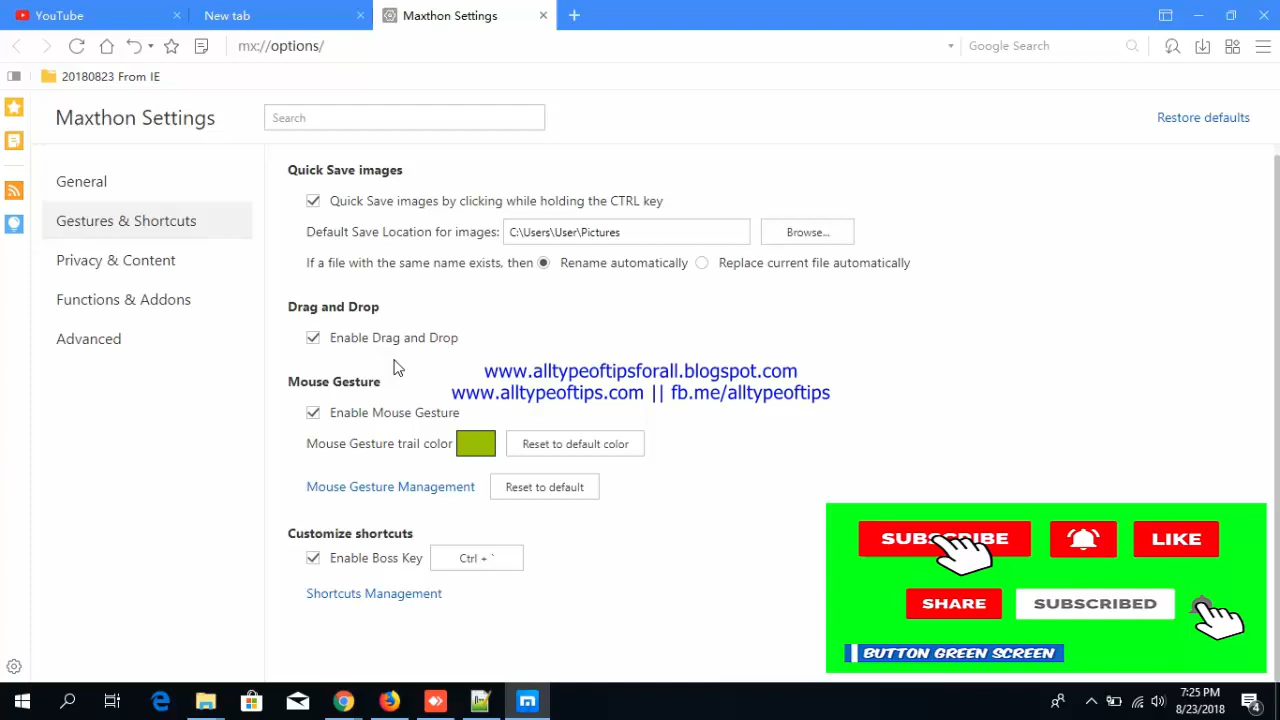 YouTube
New tab
Maxthon Settings
mx://options/
Google Search
20180823 From IE
Maxthon Settings
Search
Restore defaults
General
Gestures & Shortcuts
Privacy & Content
Functions & Addons
Advanced
Quick Save images
Quick Save images by clicking while holding the CTRL key
Default Save Location for images: C:\Users\User\Pictures Browse...
If a file with the same name exists, then Rename automatically Replace current file automatically
Drag and Drop
Enable Drag and Drop
www.alltypeoftipsforall.blogspot.com
www.alltypeoftips.com || fb.me/alltypeoftips
Mouse Gesture
Enable Mouse Gesture
Mouse Gesture trail color Reset to default color
Mouse Gesture Management Reset to default
Customize shortcuts
Enable Boss Key Ctrl + `
Shortcuts Management
SUBSCRIBE LIKE
SHARE SUBSCRIBED
BUTTON GREEN SCREEN
7:25 PM
8/23/2018
4